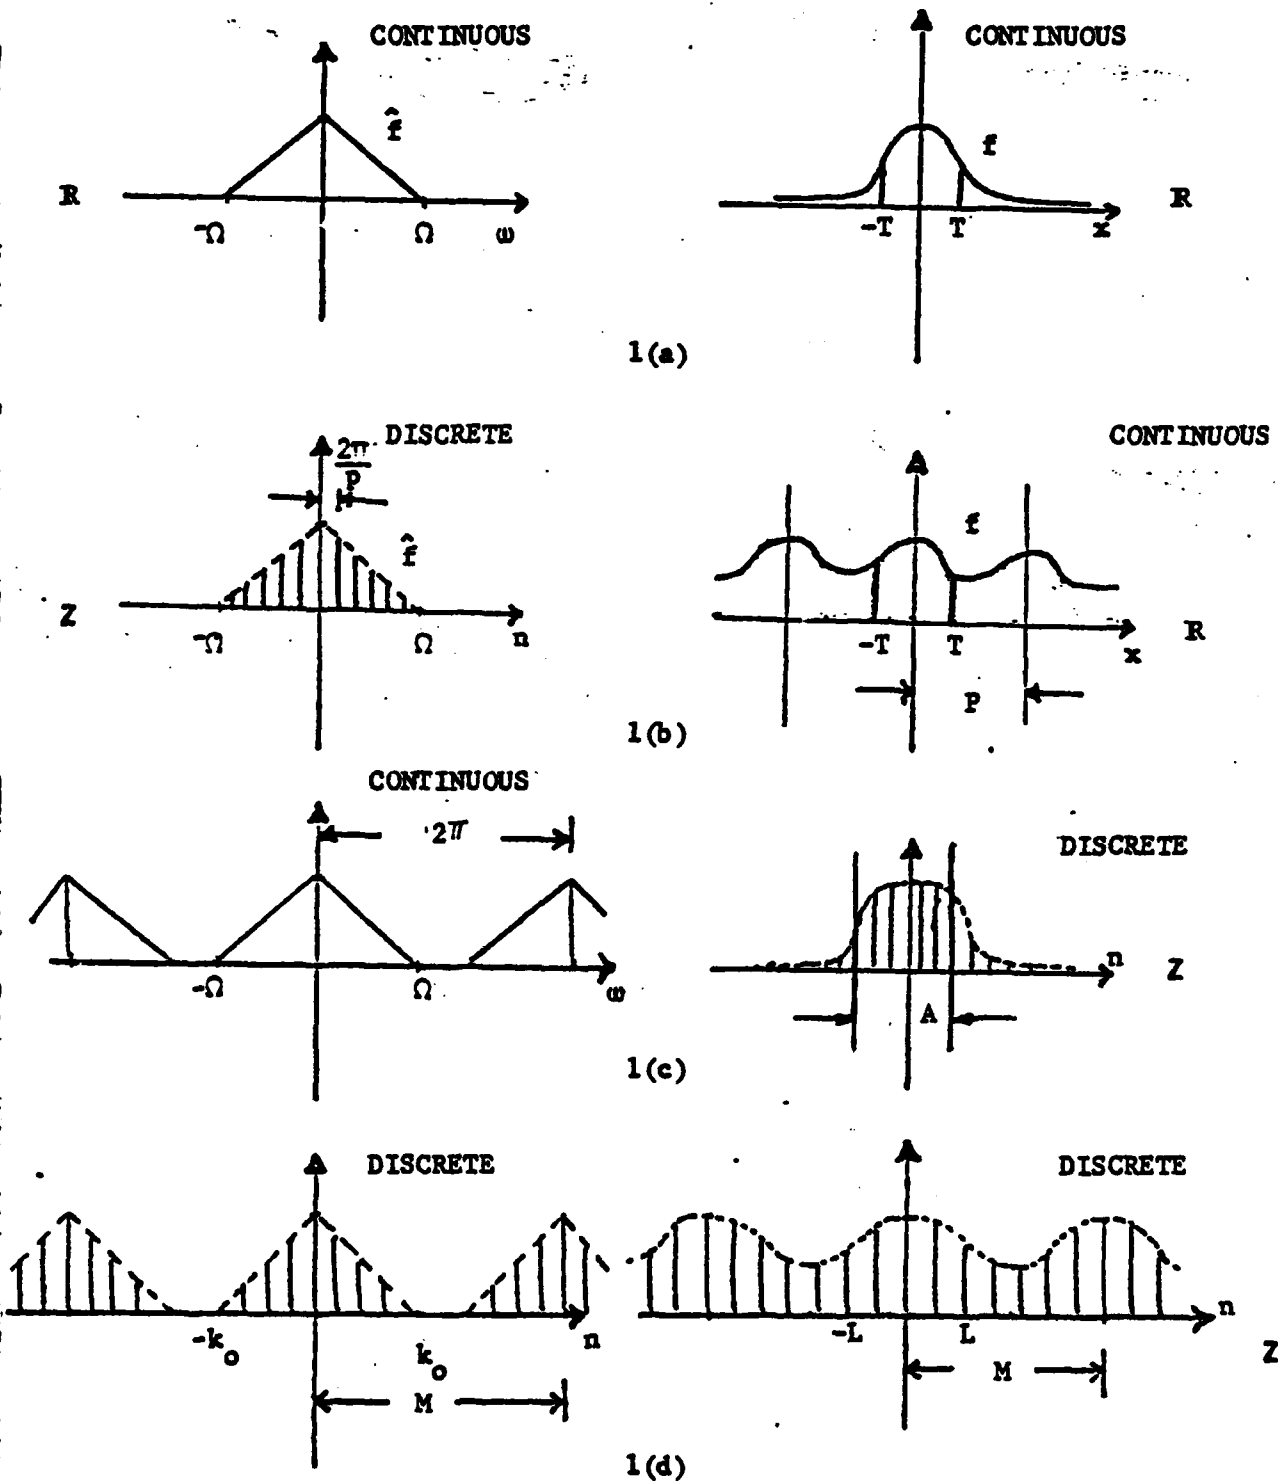 CONTINUOUS CONTINUOUS
f̂ f
R -Ω Ω ω -T T x R
1(a)
DISCRETE CONTINUOUS
2π/P
f̂ f
Z -Ω Ω n -T T x R
P
1(b)
CONTINUOUS
2π DISCRETE
-Ω Ω ω n Z
A
1(c)
DISCRETE DISCRETE
-k₀ k₀ n -L L n
M M Z
1(d)